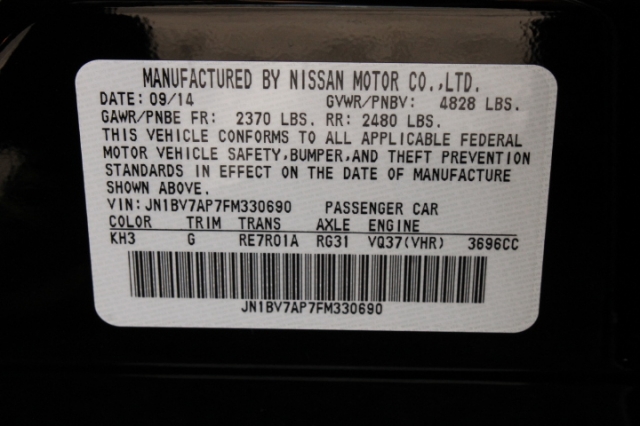 MANUFACTURED BY NISSAN MOTOR CO.,LTD.
DATE: 09/14 GVWR/PNBV: 4828 LBS.
GAWR/PNBE FR: 2370 LBS. RR: 2480 LBS.
THIS VEHICLE CONFORMS TO ALL APPLICABLE FEDERAL
MOTOR VEHICLE SAFETY,BUMPER,AND THEFT PREVENTION
STANDARDS IN EFFECT ON THE DATE OF MANUFACTURE
SHOWN ABOVE.
VIN:JN1BV7AP7FM330690 PASSENGER CAR
COLOR TRIM TRANS AXLE ENGINE
KH3 G RE7R01A RG31 VQ37(VHR) 3696CC
JN1BV7AP7FM330690